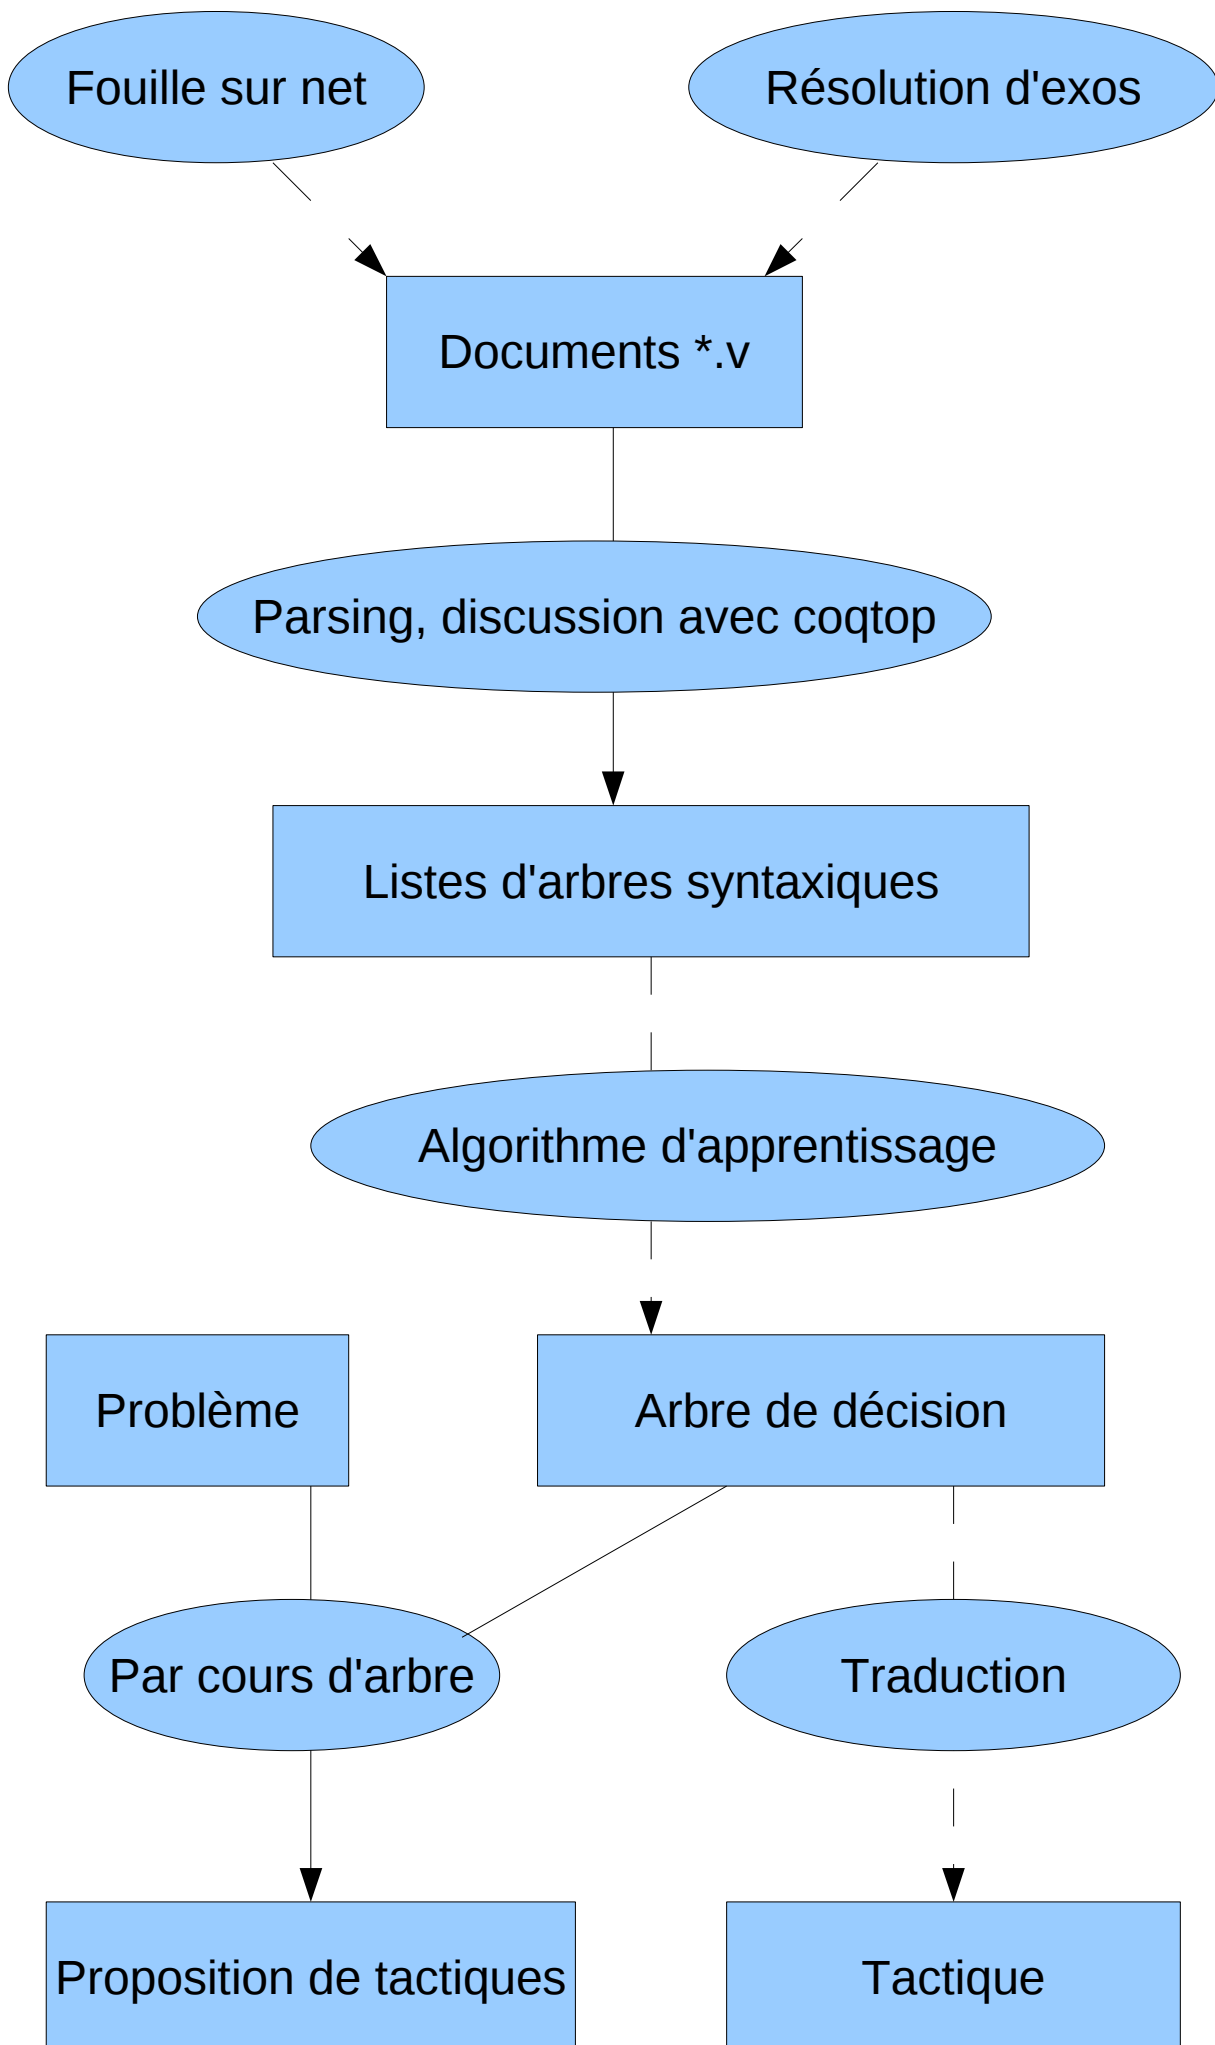 Fouille sur net
Résolution d'exos
Documents *.v
Parsing, discussion avec coqtop
Listes d'arbres syntaxiques
Algorithme d'apprentissage
Problème
Arbre de décision
Par cours d'arbre
Traduction
Proposition de tactiques
Tactique